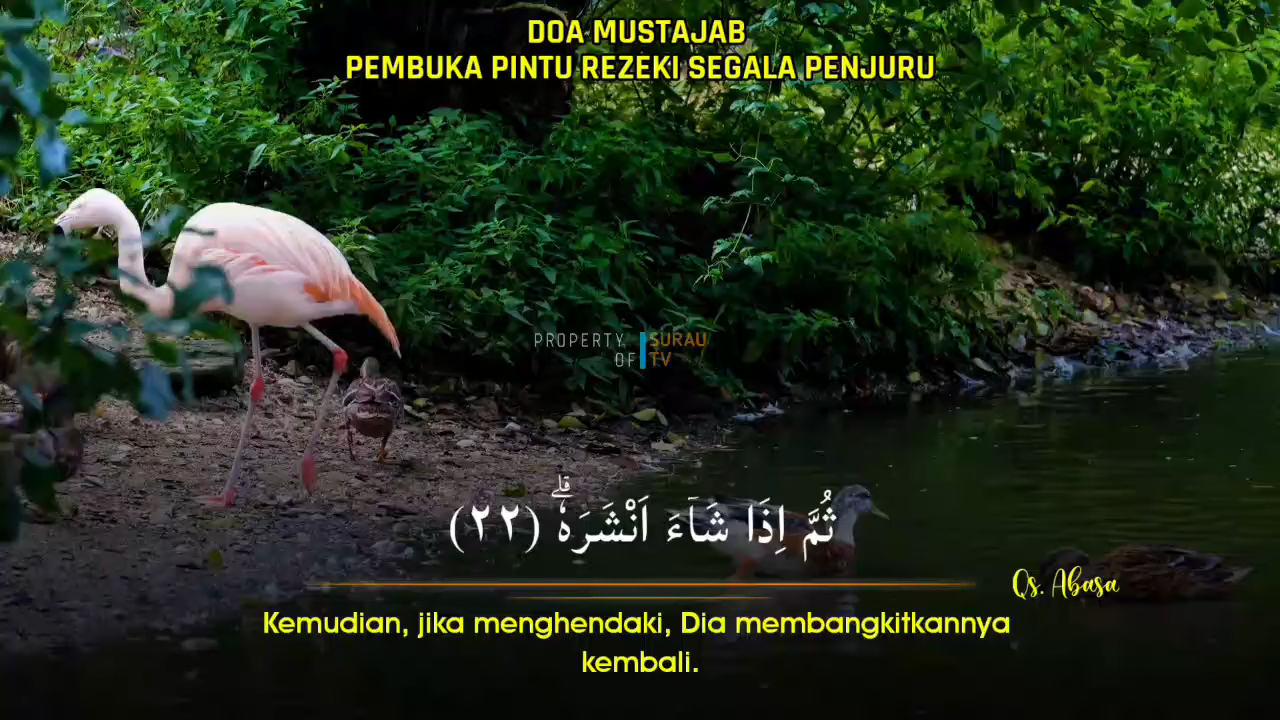 DOA MUSTAJAB
PEMBUKA PINTU REZEKI SEGALA PENJURU
PROPERTY OF
SURAU TV
ثُمَّ اِذَا شَاۤءَ اَنْشَرَهٗۗ (٢٢)
Qs. Abasa
Kemudian, jika menghendaki, Dia membangkitkannya
kembali.